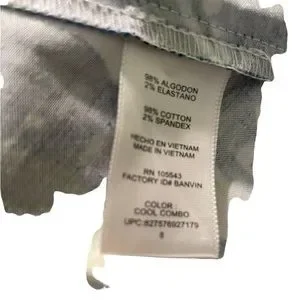 98% ALGODON
2% ELASTANO
98% COTTON
2% SPANDEX
HECHO EN VIETNAM
MADE IN VIETNAM
RN 105543
FACTORY ID# BANVIN
COLOR :
COOL COMBO
UPC:827576927179
8